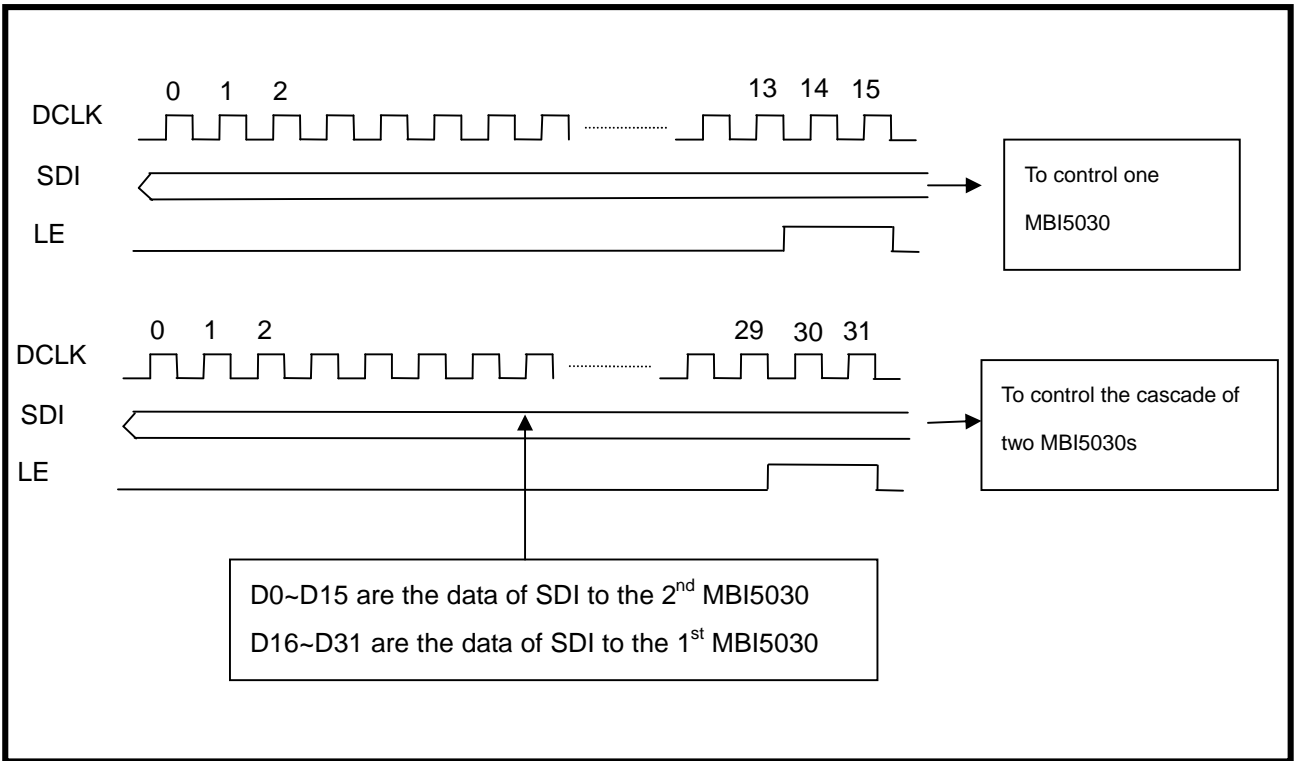 0 1 2 13 14 15
DCLK
SDI
LE
To control one
MBI5030
0 1 2 29 30 31
DCLK
SDI
LE
To control the cascade of
two MBI5030s
D0~D15 are the data of SDI to the 2nd MBI5030
D16~D31 are the data of SDI to the 1st MBI5030